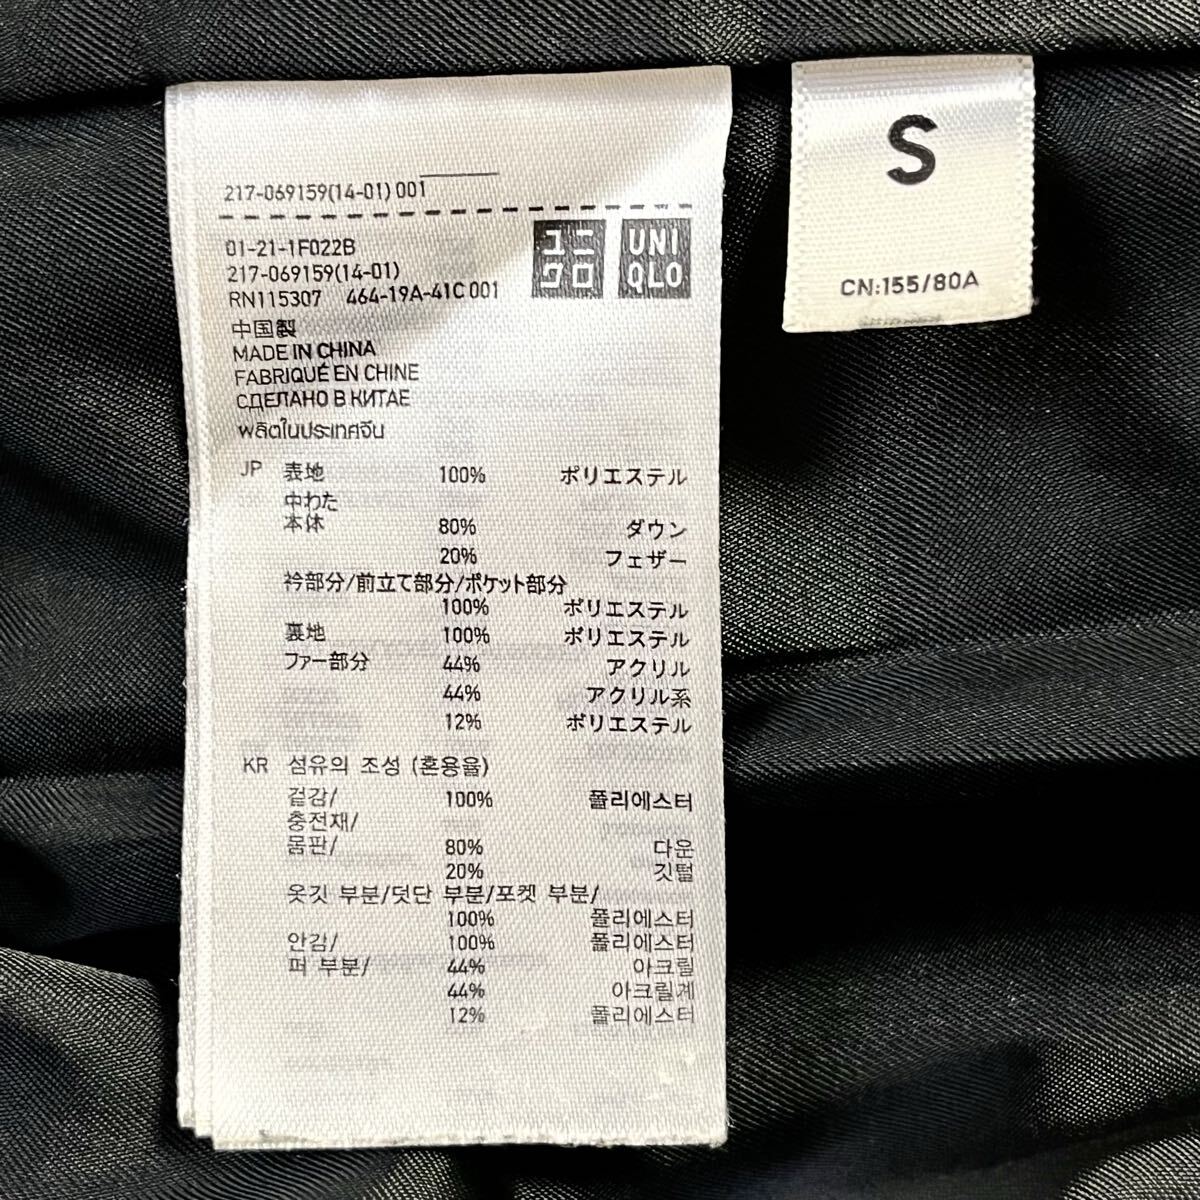 217-069159(14-01) 001
01-21-1F022B
217-069159(14-01)
RN115307 464-19A-41C 001
ユニ
クロ
UNI
QLO
中国製
MADE IN CHINA
FABRIQUÉ EN CHINE
СДЕЛАНО В КИТАЕ
ผลิตในประเทศจีน
JP 表地 100% ポリエステル
中わた
本体 80% ダウン
20% フェザー
衿部分/前立て部分/ポケット部分
100% ポリエステル
裏地 100% ポリエステル
ファー部分 44% アクリル
44% アクリル系
12% ポリエステル
KR 섬유의 조성 (혼용율)
겉감/ 100% 폴리에스터
충전재/
몸판/ 80% 다운
20% 깃털
옷깃 부분/덧단 부분/포켓 부분/
100% 폴리에스터
안감/ 100% 폴리에스터
퍼 부분/ 44% 아크릴
44% 아크릴계
12% 폴리에스터
S
CN:155/80A